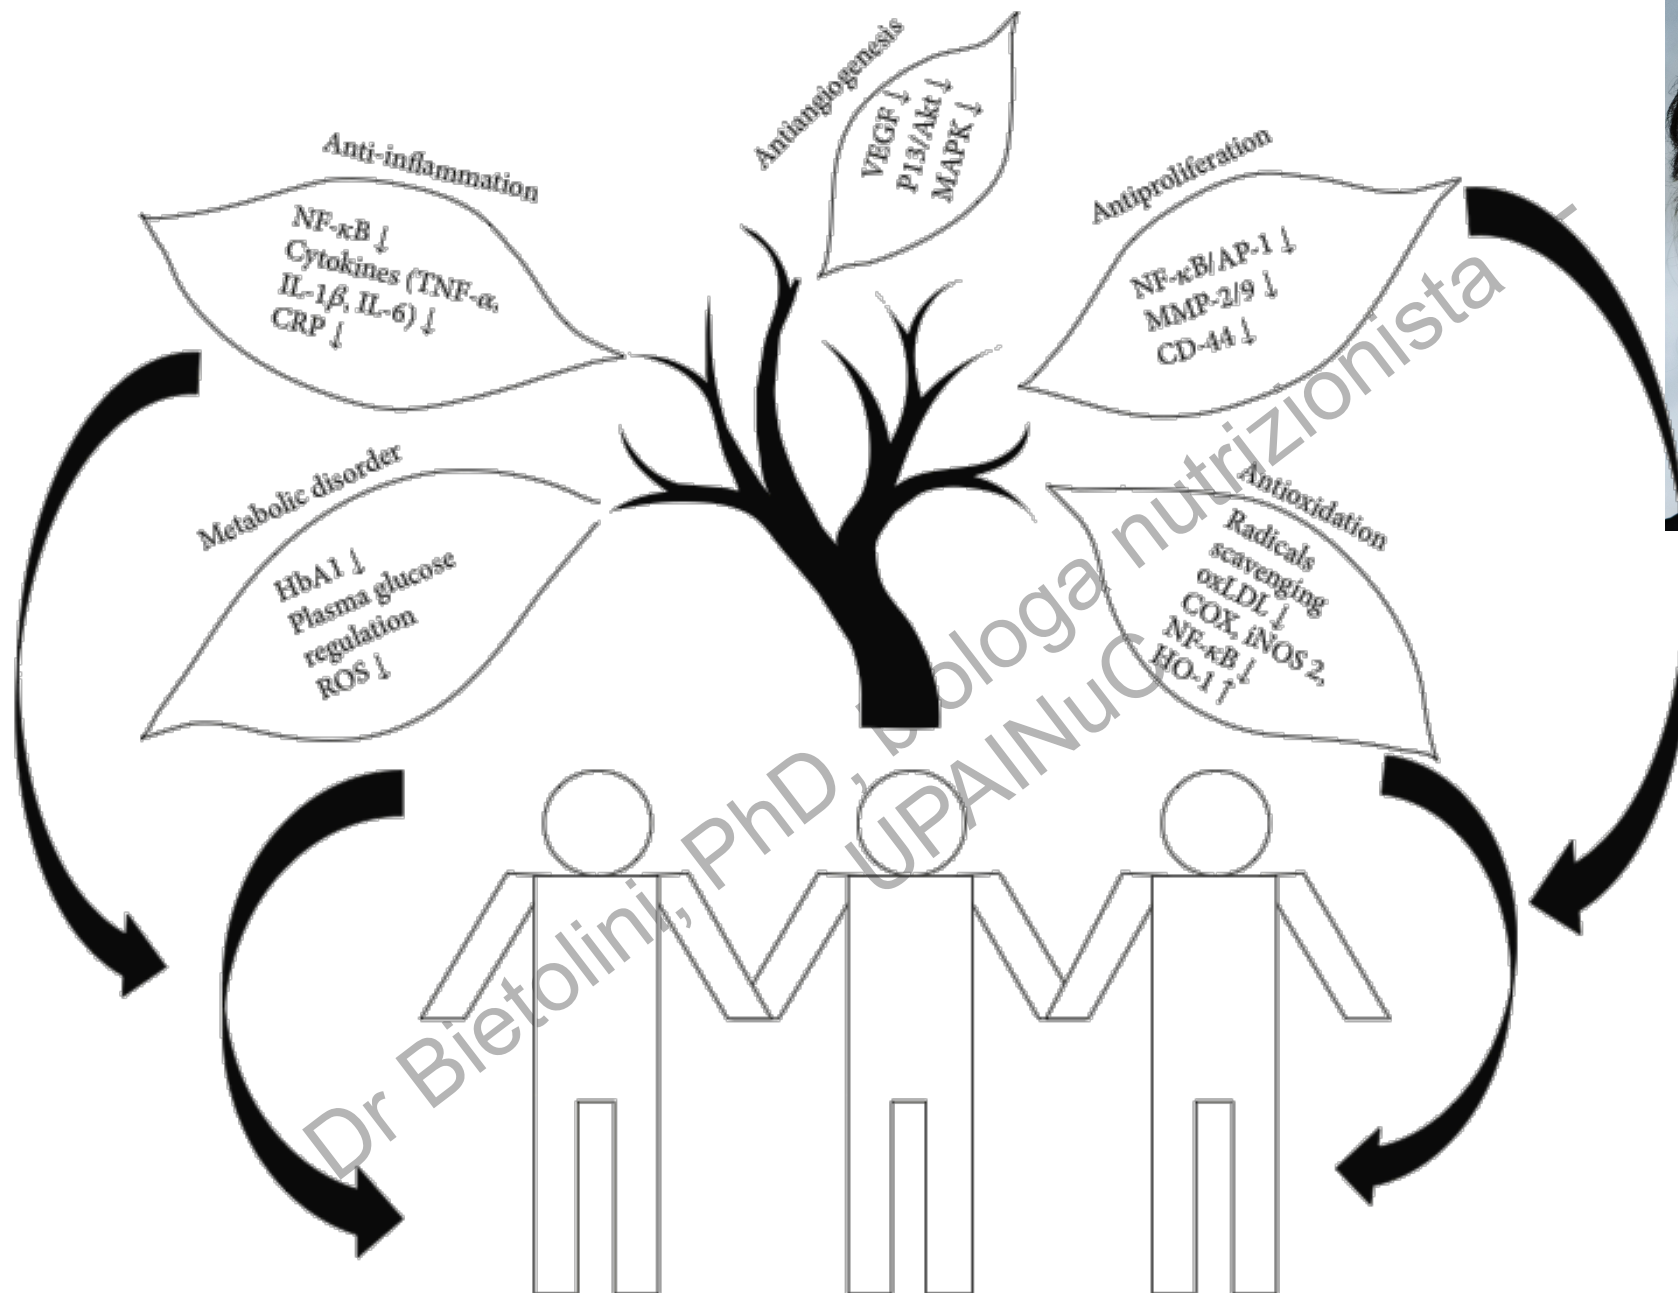 Antiangiogenesis
VEGF ↓
P13/Akt ↓
MAPK ↓
Anti-inflammation
NF-κB ↓
Cytokines (TNF-α,
IL-1β, IL-6) ↓
CRP ↓
Antiproliferation
NF-κB/AP-1 ↓
MMP-2/9 ↓
CD-44 ↓
Metabolic disorder
HbA1 ↓
Plasma glucose
regulation
ROS ↓
Antioxidation
Radicals
scavenging
oxLDL ↓
COX, iNOS 2,
NF-κB ↓
HO-1 ↑
Dr Bietolini, PhD, biologa nutrizionista -
UPAINuC